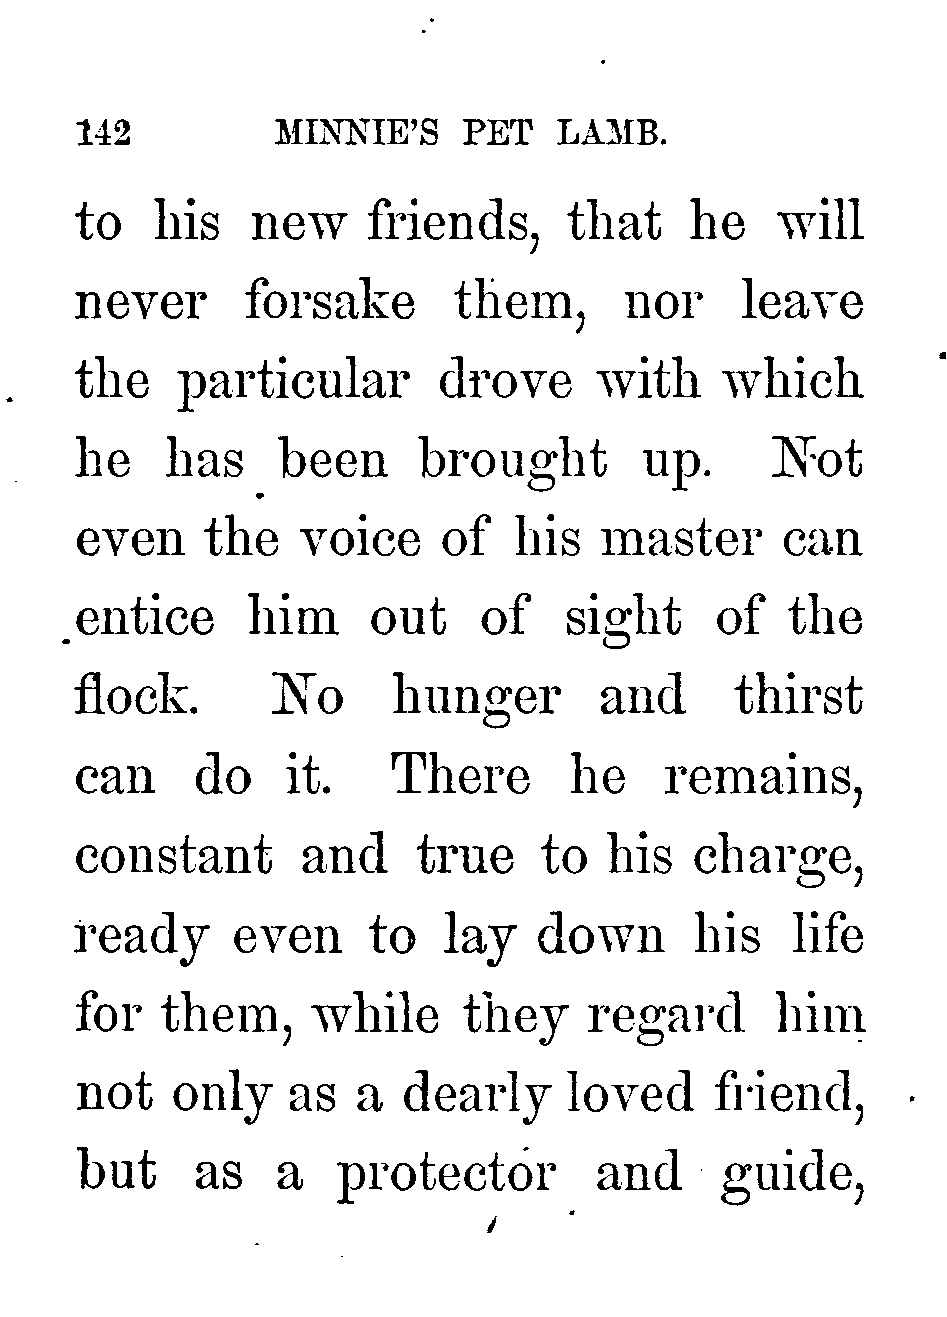 142 MINNIE'S PET LAMB.
to his new friends, that he will
never forsake them, nor leave
the particular drove with which
he has been brought up. Not
even the voice of his master can
entice him out of sight of the
flock. No hunger and thirst
can do it. There he remains,
constant and true to his charge,
ready even to lay down his life
for them, while they regard him
not only as a dearly loved friend,
but as a protector and guide,